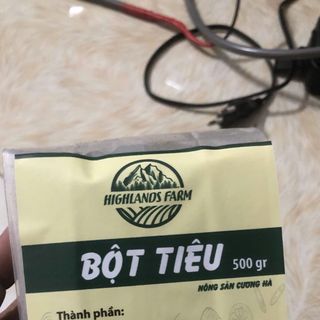 HIGHLANDS FARM
BỘT TIÊU 500 gr
NÔNG SẢN CƯƠNG HÀ
Thành phần: